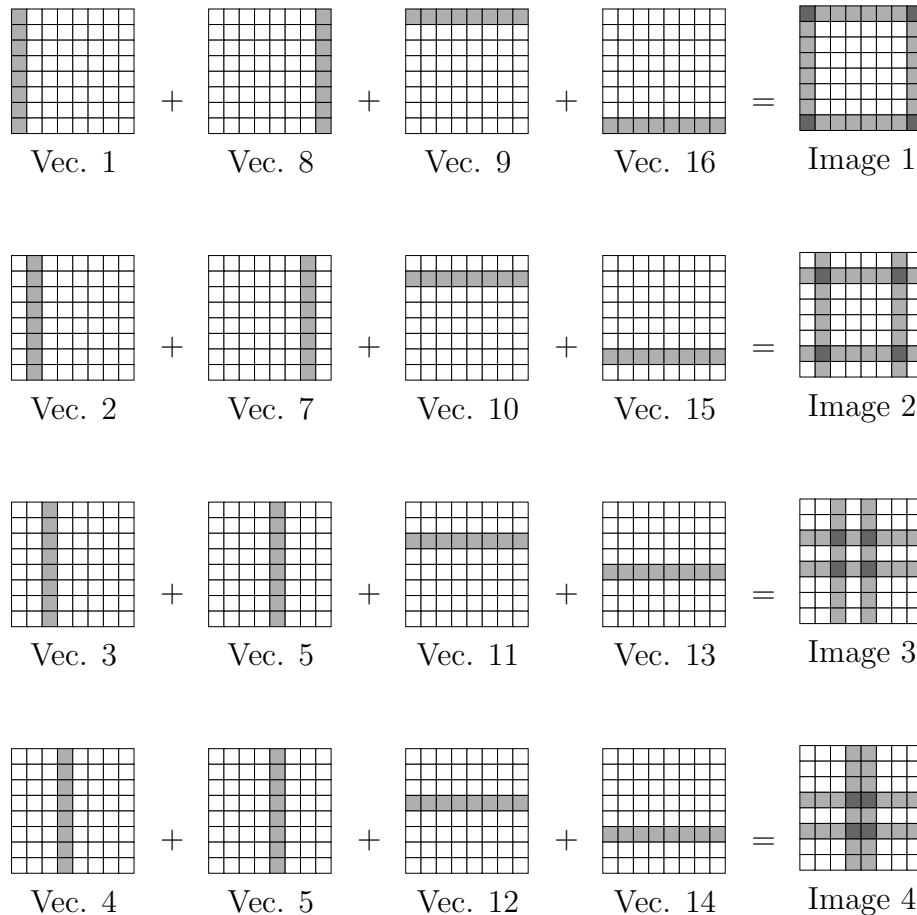 + + + =
Vec. 1 Vec. 8 Vec. 9 Vec. 16 Image 1
+ + + =
Vec. 2 Vec. 7 Vec. 10 Vec. 15 Image 2
+ + + =
Vec. 3 Vec. 5 Vec. 11 Vec. 13 Image 3
+ + + =
Vec. 4 Vec. 5 Vec. 12 Vec. 14 Image 4